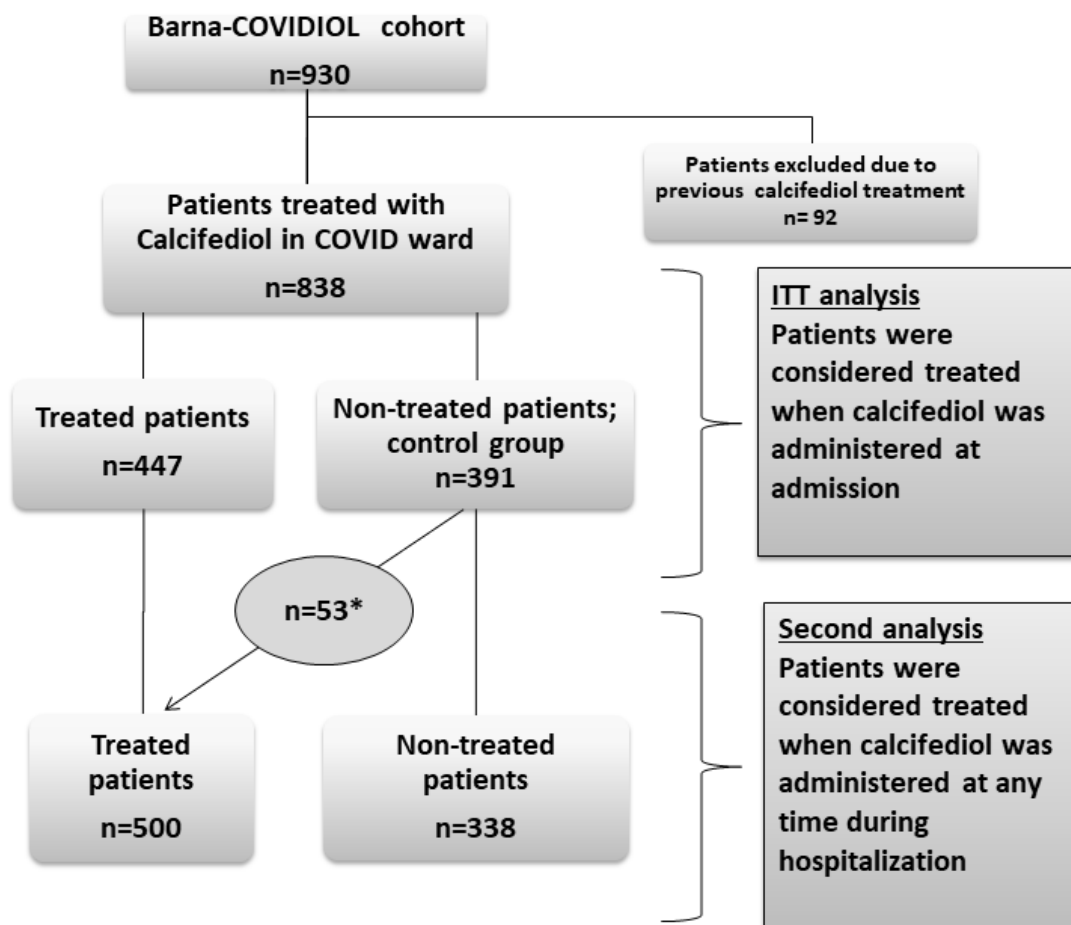 Barna-COVIDIOL cohort
n=930
Patients excluded due to
previous calcifediol treatment
n= 92
Patients treated with
Calcifediol in COVID ward
n=838
ITT analysis
Patients were
considered treated
when calcifediol was
administered at
admission
Treated patients
n=447
Non-treated patients;
control group
n=391
n=53*
Second analysis
Patients were
considered treated
when calcifediol was
administered at any
time during
hospitalization
Treated
patients
n=500
Non-treated
patients
n=338